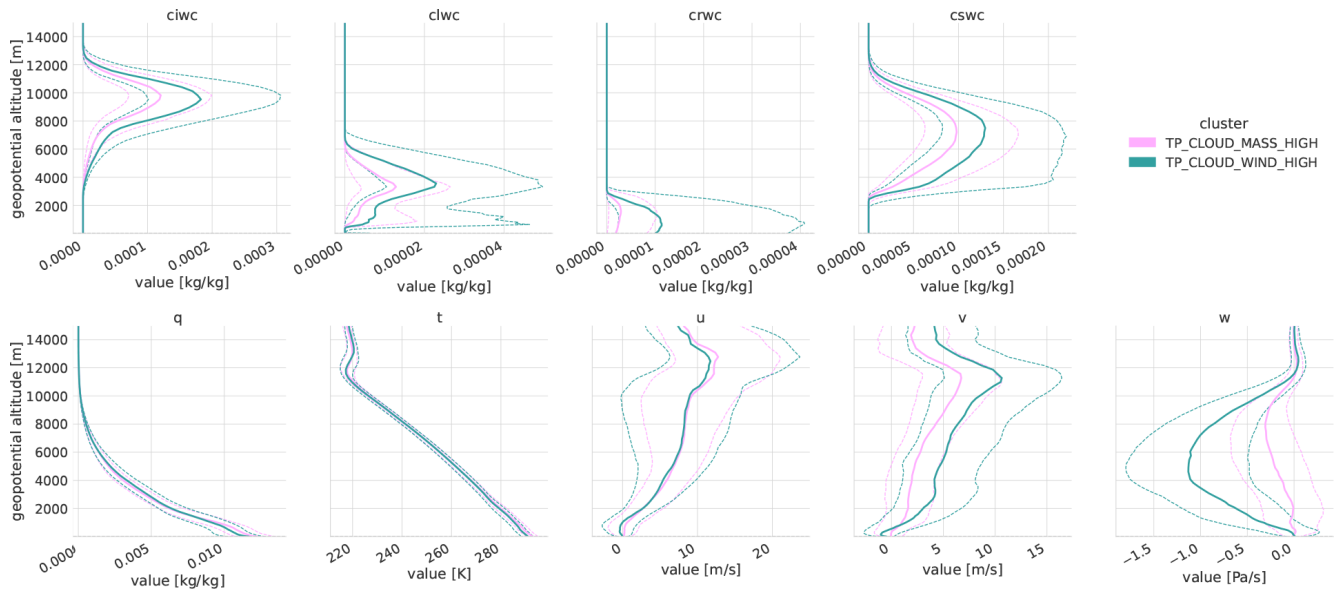 ciwc
clwc
crwc
cswc
geopotential altitude [m]
14000
12000
10000
8000
6000
4000
2000
0.0000
0.0001
0.0002
0.0003
value [kg/kg]
0.00000
0.00002
0.00004
value [kg/kg]
0.00000
0.00001
0.00002
0.00003
0.00004
value [kg/kg]
0.00000
0.00005
0.00010
0.00015
0.00020
value [kg/kg]
cluster
TP_CLOUD_MASS_HIGH
TP_CLOUD_WIND_HIGH
q
t
u
v
w
geopotential altitude [m]
14000
12000
10000
8000
6000
4000
2000
0.000
0.005
0.010
value [kg/kg]
220
240
260
280
value [K]
0
10
20
value [m/s]
0
5
10
15
value [m/s]
−1.5
−1.0
−0.5
0.0
value [Pa/s]